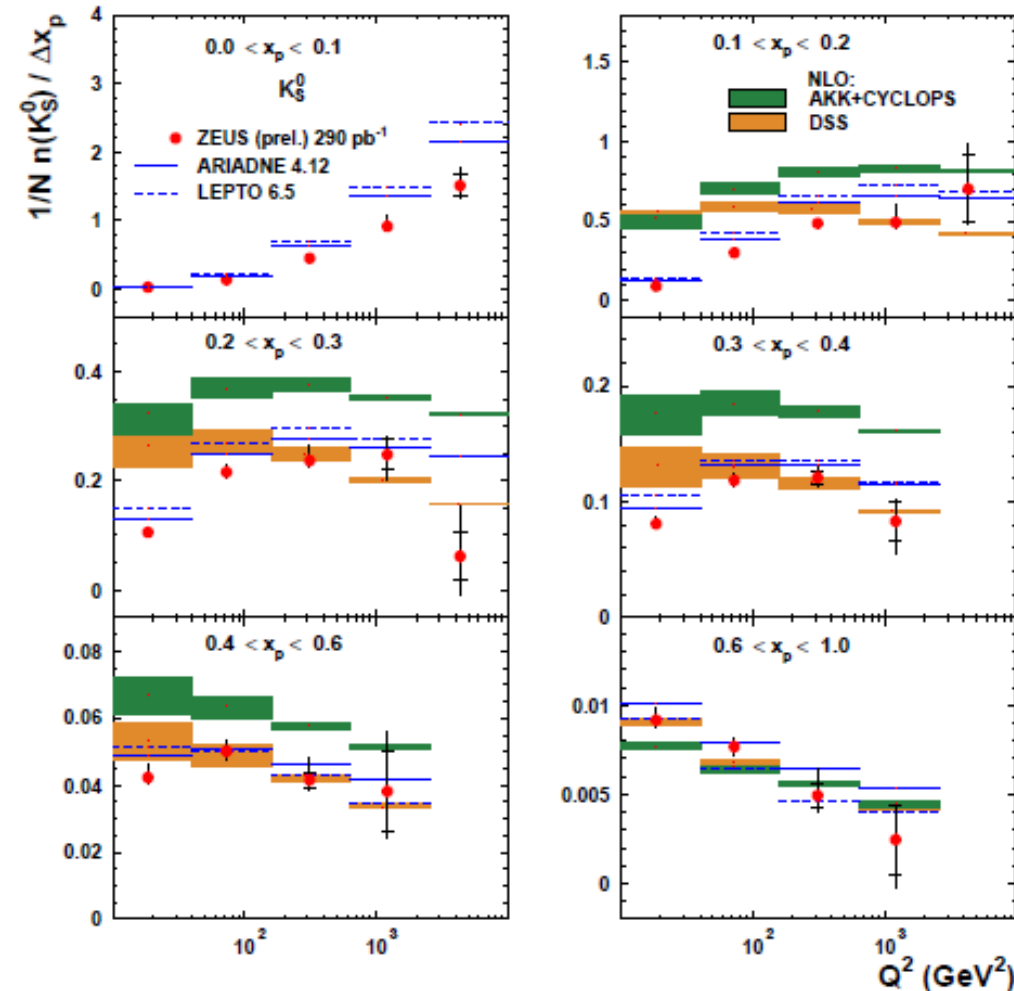 1/N n(K⁰_S) / Δx_p
4
3
2
1
0
0.0 < x_p < 0.1
K⁰_S
ZEUS (prel.) 290 pb⁻¹
ARIADNE 4.12
LEPTO 6.5
1.5
1
0.5
0
0.1 < x_p < 0.2
NLO:
AKK+CYCLOPS
DSS
0.4
0.2
0
0.2 < x_p < 0.3
0.2
0.1
0
0.3 < x_p < 0.4
0.08
0.06
0.04
0.02
0
0.4 < x_p < 0.6
10² 10³
0.01
0.005
0
0.6 < x_p < 1.0
10² 10³
Q² (GeV²)